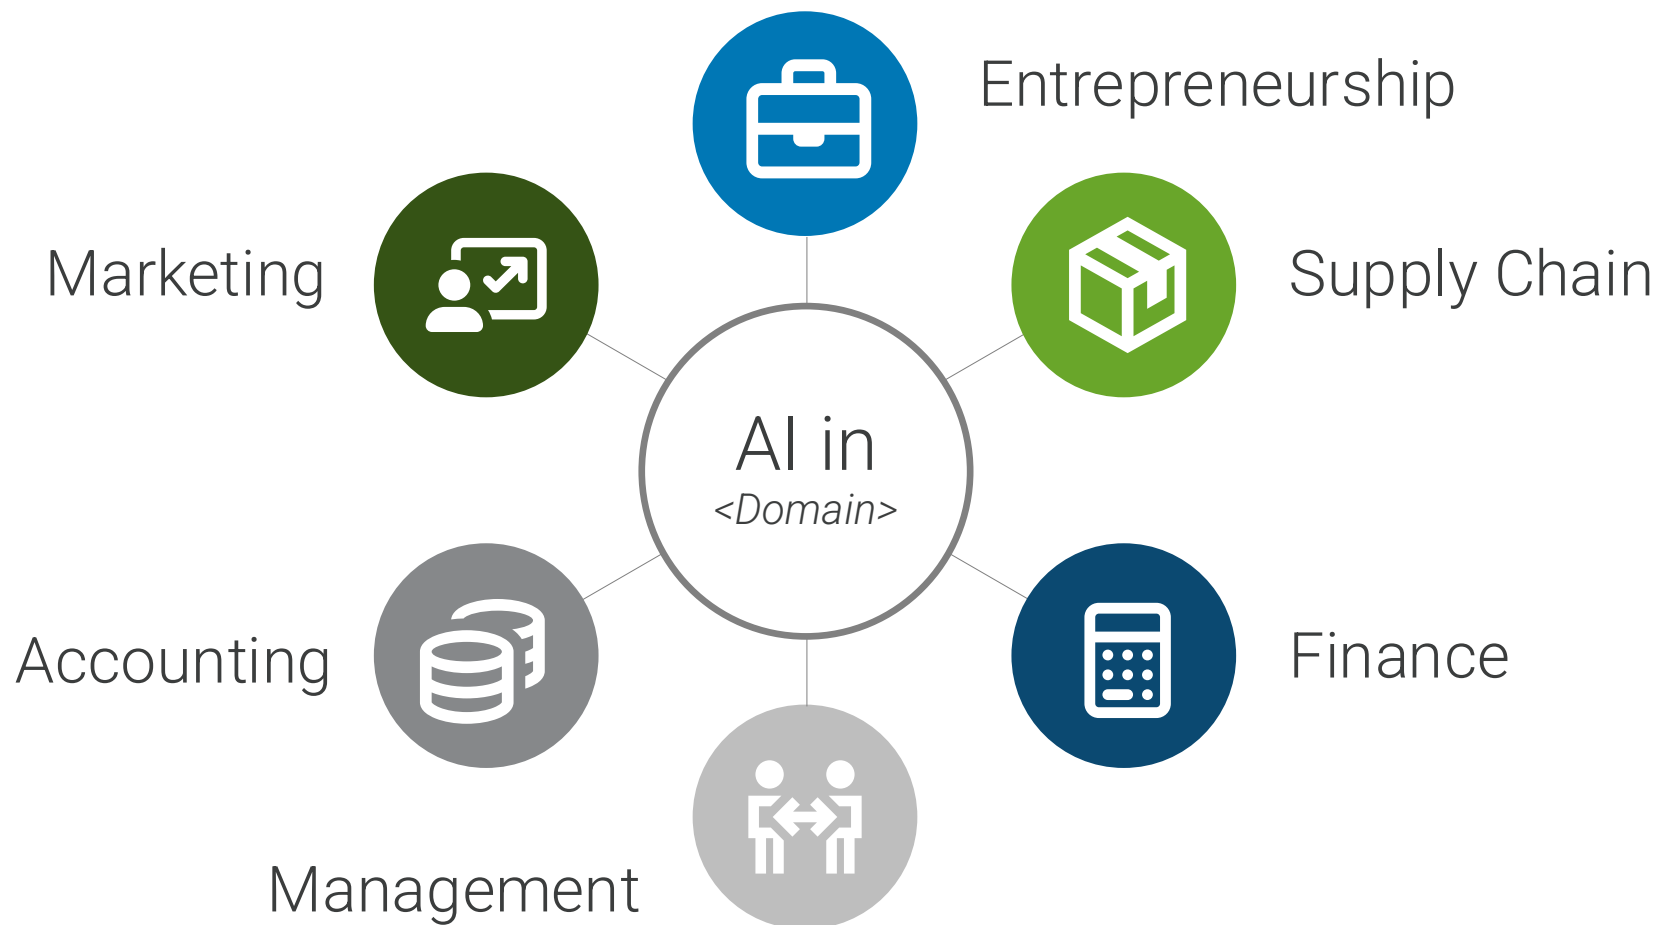 Entrepreneurship
Marketing
Supply Chain
AI in
<Domain>
Accounting
Finance
Management